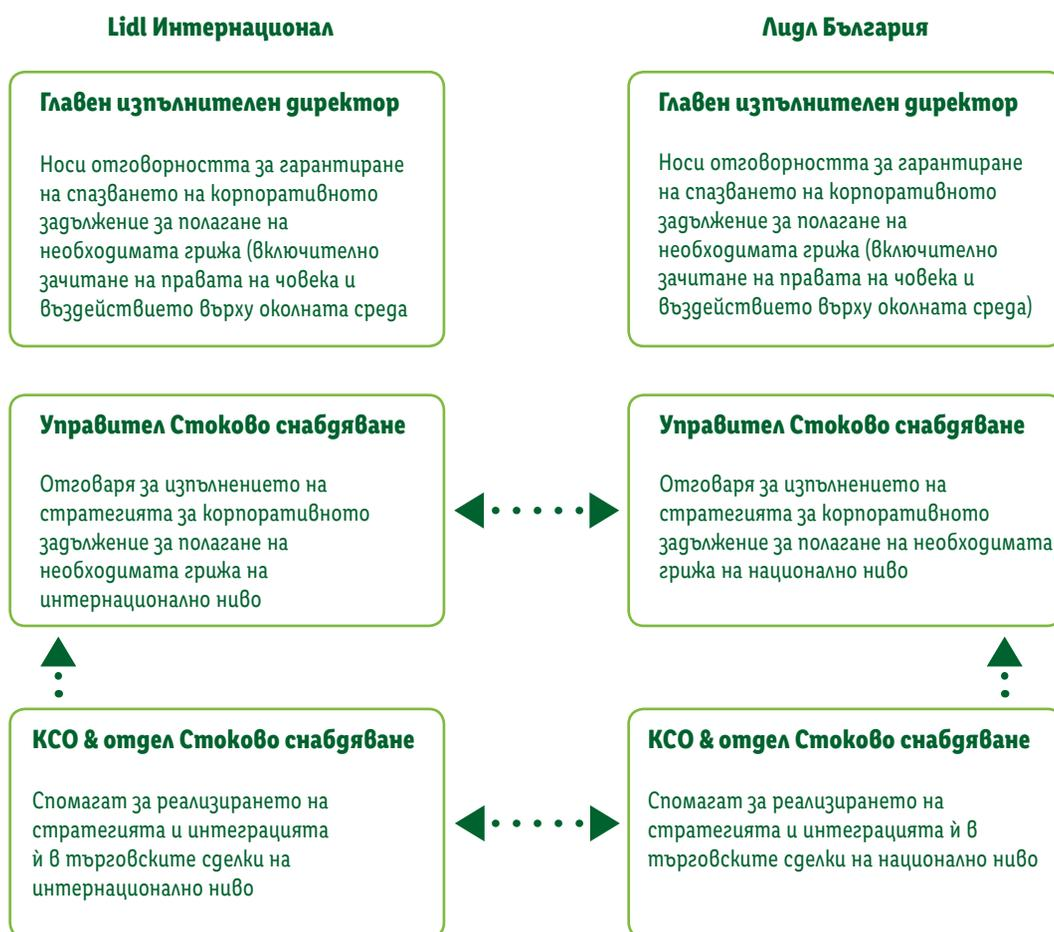 Lidl Интернационал
Главен изпълнителен директор
Носи отговорността за гарантиране
на спазването на корпоративното
задължение за полагане на
необходимата грижа (включително
зачитане на правата на човека и
въздействието върху околната среда
Управител Стоково снабдяване
Отговаря за изпълнението на
стратегията за корпоративното
задължение за полагане на
необходимата грижа на
интернационално ниво
КСО & отдел Стоково снабдяване
Спомагат за реализирането на
стратегията и интеграцията
ѝ в търговските сделки на
интернационално ниво
Лидл България
Главен изпълнителен директор
Носи отговорността за гарантиране
на спазването на корпоративното
задължение за полагане на
необходимата грижа (включително
зачитане на правата на човека и
въздействието върху околната среда)
Управител Стоково снабдяване
Отговаря за изпълнението на
стратегията за корпоративното
задължение за полагане на необходимата
грижа на национално ниво
КСО & отдел Стоково снабдяване
Спомагат за реализирането на
стратегията и интеграцията ѝ в
търговските сделки на национално ниво